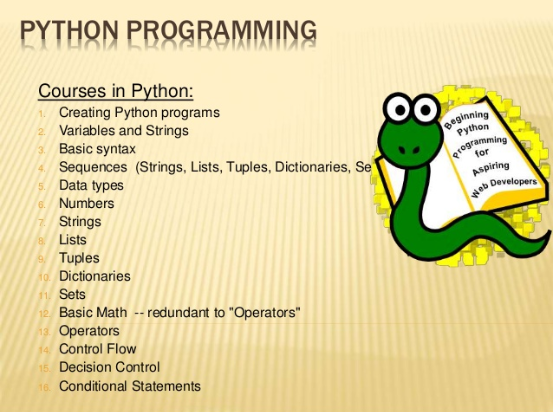 PYTHON PROGRAMMING
Courses in Python:
1. Creating Python programs
2. Variables and Strings
3. Basic syntax
4. Sequences (Strings, Lists, Tuples, Dictionaries, Se
5. Data types
6. Numbers
7. Strings
8. Lists
9. Tuples
10. Dictionaries
11. Sets
12. Basic Math -- redundant to "Operators"
13. Operators
14. Control Flow
15. Decision Control
16. Conditional Statements
Beginning
Python
Programming
for
Aspiring
Web Developers